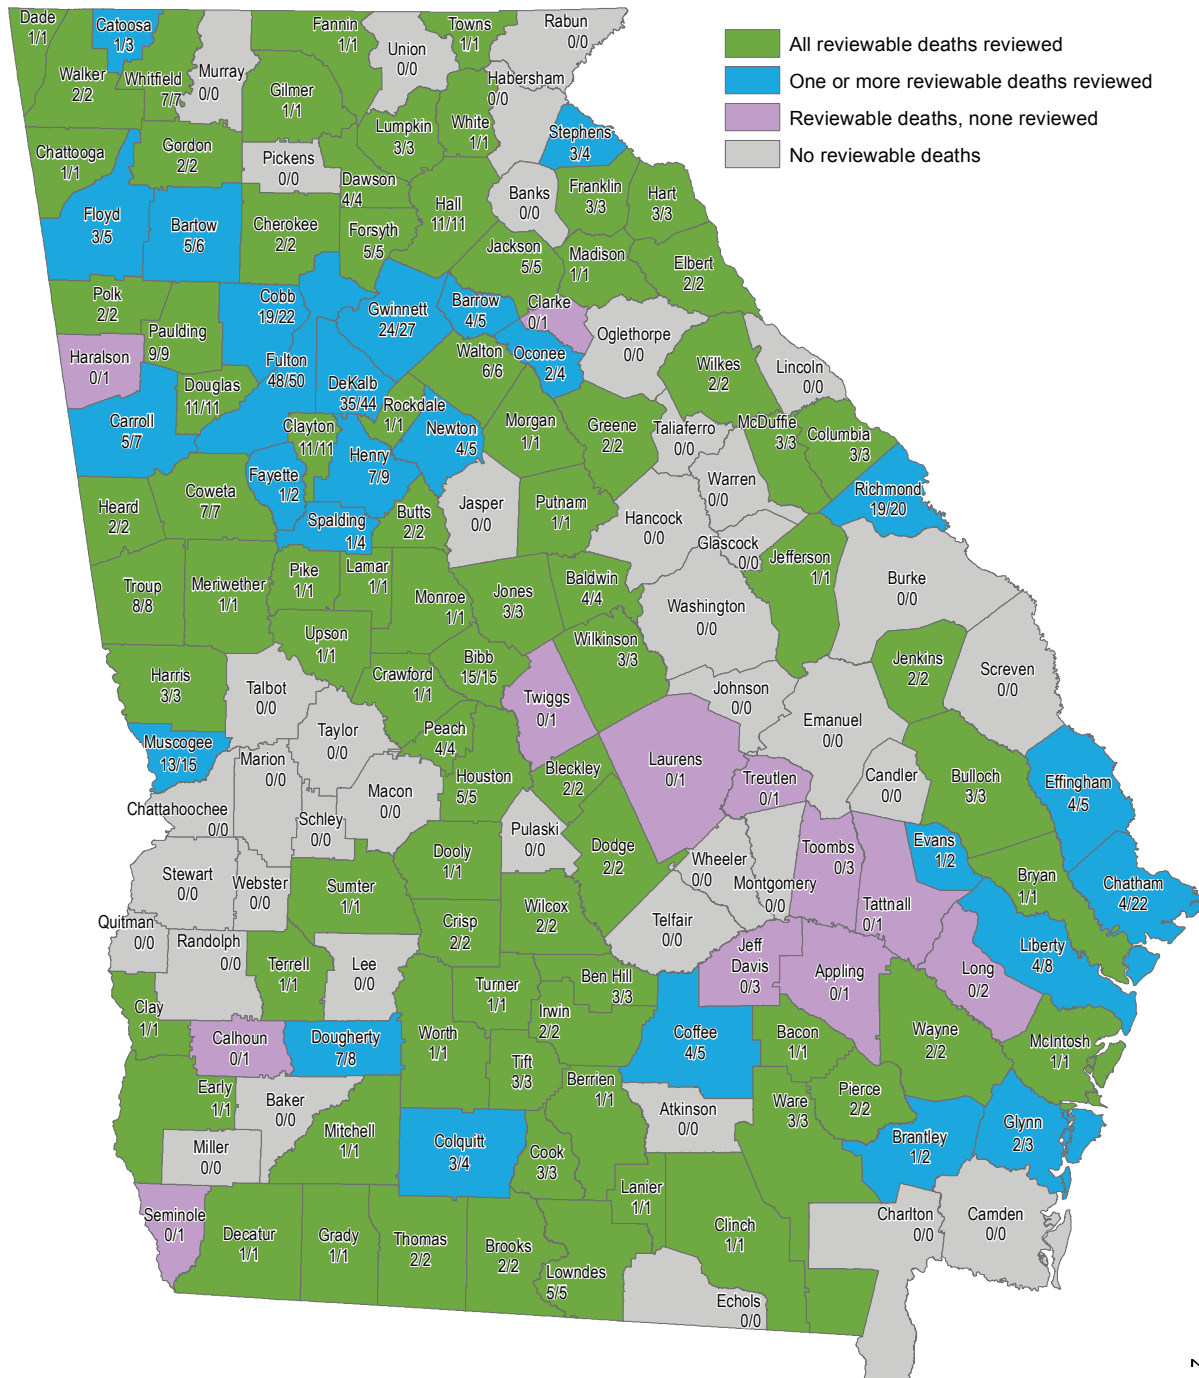 Dade
1/1
Catoosa
1/3
Fannin
1/1
Towns
1/1
Rabun
0/0
Union
0/0
Walker
2/2
Whitfield
7/7
Murray
0/0
Gilmer
1/1
Habersham
0/0
Lumpkin
3/3
White
1/1
Stephens
3/4
All reviewable deaths reviewed
One or more reviewable deaths reviewed
Reviewable deaths, none reviewed
No reviewable deaths
Chattooga
1/1
Gordon
2/2
Pickens
0/0
Dawson
4/4
Banks
0/0
Franklin
3/3
Hart
3/3
Floyd
3/5
Bartow
5/6
Cherokee
2/2
Forsyth
5/5
Hall
11/11
Jackson
5/5
Madison
1/1
Elbert
2/2
Polk
2/2
Paulding
9/9
Cobb
19/22
Gwinnett
24/27
Barrow
4/5
Clarke
0/1
Oglethorpe
0/0
Haralson
0/1
Fulton
48/50
Walton
6/6
Oconee
2/4
Wilkes
2/2
Lincoln
0/0
Douglas
11/11
DeKalb
35/44
Rockdale
1/1
Carroll
5/7
Clayton
11/11
Newton
4/5
Morgan
1/1
Greene
2/2
Taliaferro
0/0
McDuffie
3/3
Columbia
3/3
Henry
7/9
Fayette
1/2
Warren
0/0
Richmond
19/20
Heard
2/2
Coweta
7/7
Spalding
1/4
Butts
2/2
Jasper
0/0
Putnam
1/1
Hancock
0/0
Glascock
0/0
Jefferson
1/1
Burke
0/0
Troup
8/8
Meriwether
1/1
Pike
1/1
Lamar
1/1
Monroe
1/1
Jones
3/3
Baldwin
4/4
Washington
0/0
Upson
1/1
Wilkinson
3/3
Jenkins
2/2
Screven
0/0
Harris
3/3
Talbot
0/0
Crawford
1/1
Bibb
15/15
Twiggs
0/1
Johnson
0/0
Emanuel
0/0
Taylor
0/0
Peach
4/4
Muscogee
13/15
Marion
0/0
Laurens
0/1
Treutlen
0/1
Candler
0/0
Bulloch
3/3
Effingham
4/5
Chattahoochee
0/0
Macon
0/0
Houston
5/5
Bleckley
2/2
Schley
0/0
Pulaski
0/0
Dodge
2/2
Wheeler
0/0
Montgomery
0/0
Toombs
0/3
Evans
1/2
Bryan
1/1
Chatham
4/22
Stewart
0/0
Webster
0/0
Sumter
1/1
Dooly
1/1
Tattnall
0/1
Quitman
0/0
Randolph
0/0
Crisp
2/2
Wilcox
2/2
Telfair
0/0
Jeff
Davis
0/3
Appling
0/1
Long
0/2
Liberty
4/8
Terrell
1/1
Lee
0/0
Clay
1/1
Turner
1/1
Ben Hill
3/3
Irwin
2/2
Calhoun
0/1
Dougherty
7/8
Worth
1/1
Coffee
4/5
Bacon
1/1
Wayne
2/2
McIntosh
1/1
Tift
3/3
Early
1/1
Baker
0/0
Berrien
1/1
Atkinson
0/0
Ware
3/3
Pierce
2/2
Miller
0/0
Mitchell
1/1
Colquitt
3/4
Cook
3/3
Brantley
1/2
Glynn
2/3
Seminole
0/1
Decatur
1/1
Grady
1/1
Thomas
2/2
Brooks
2/2
Lanier
1/1
Clinch
1/1
Charlton
0/0
Camden
0/0
Lowndes
5/5
Echols
0/0